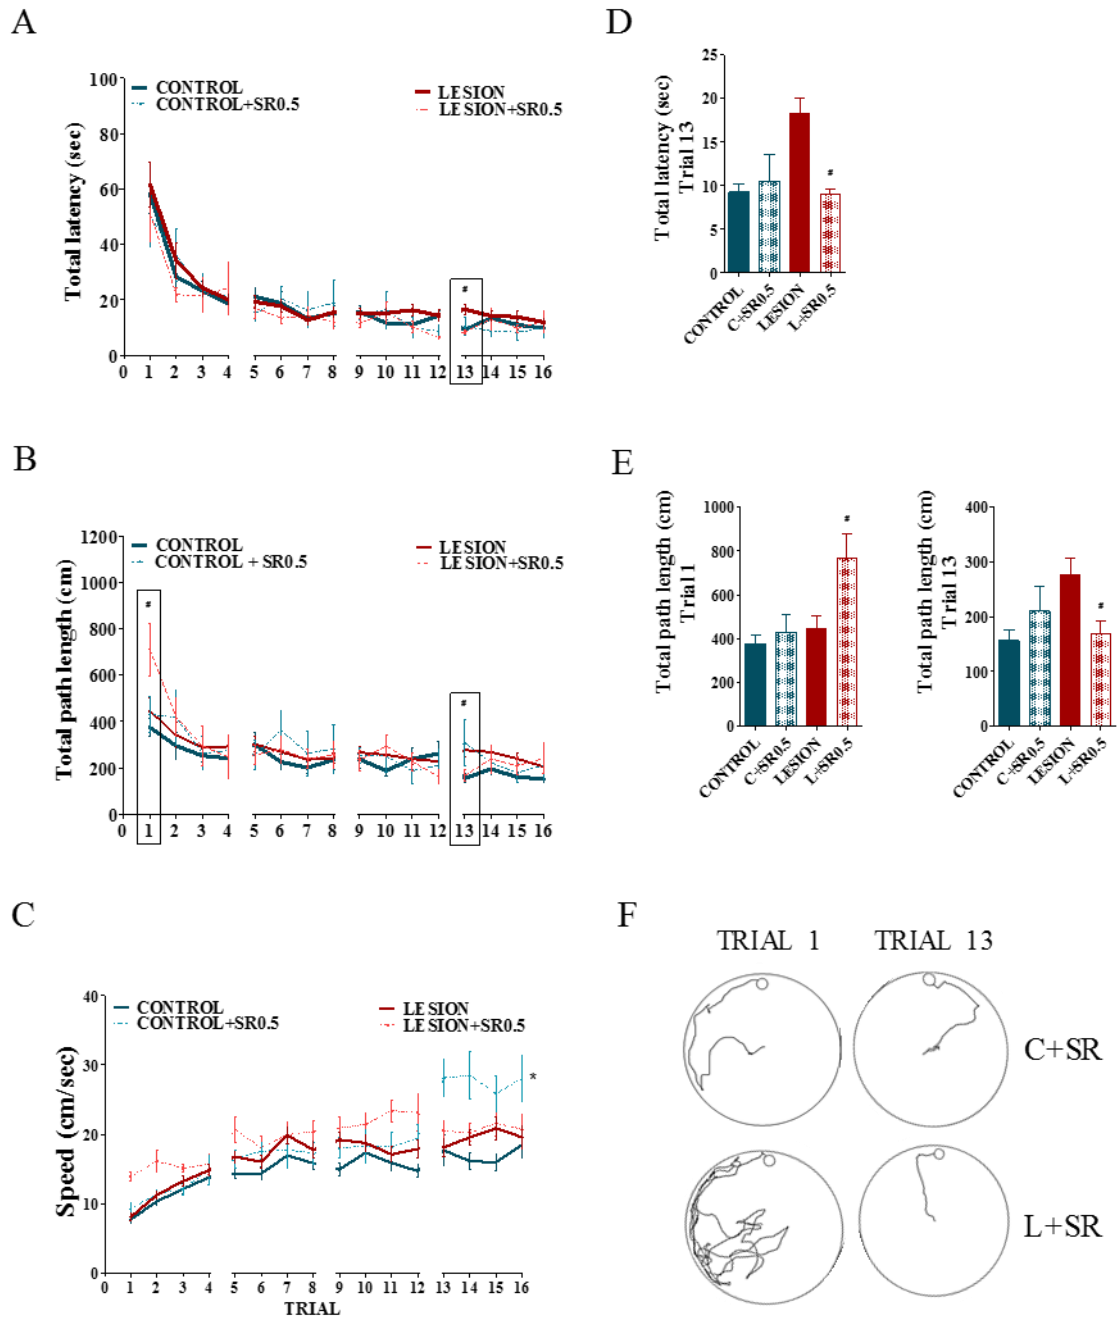 A
CONTROL
CONTROL+SR0.5
LESION
LESION+SR0.5
Total latency (sec)
100
80
60
40
20
0
#
0 1 2 3 4 5 6 7 8 9 10 11 12 13 14 15 16
D
Total latency (sec)
Trial 13
25
20
15
10
5
0
#
CONTROL
C+SR0.5
LESION
L+SR0.5
B
CONTROL
CONTROL + SR0.5
LESION
LESION+SR0.5
Total path length (cm)
1200
1000
800
600
400
200
0
#
#
0 1 2 3 4 5 6 7 8 9 10 11 12 13 14 15 16
E
Total path length (cm)
Trial 1
1000
800
600
400
200
0
#
CONTROL
C+SR0.5
LESION
L+SR0.5
Total path length (cm)
Trial 13
400
300
200
100
0
#
CONTROL
C+SR0.5
LESION
L+SR0.5
C
CONTROL
CONTROL+SR0.5
LESION
LESION+SR0.5
Speed (cm/sec)
40
30
20
10
0
*
0 1 2 3 4 5 6 7 8 9 10 11 12 13 14 15 16
TRIAL
F
TRIAL 1 TRIAL 13
C+SR
L+SR